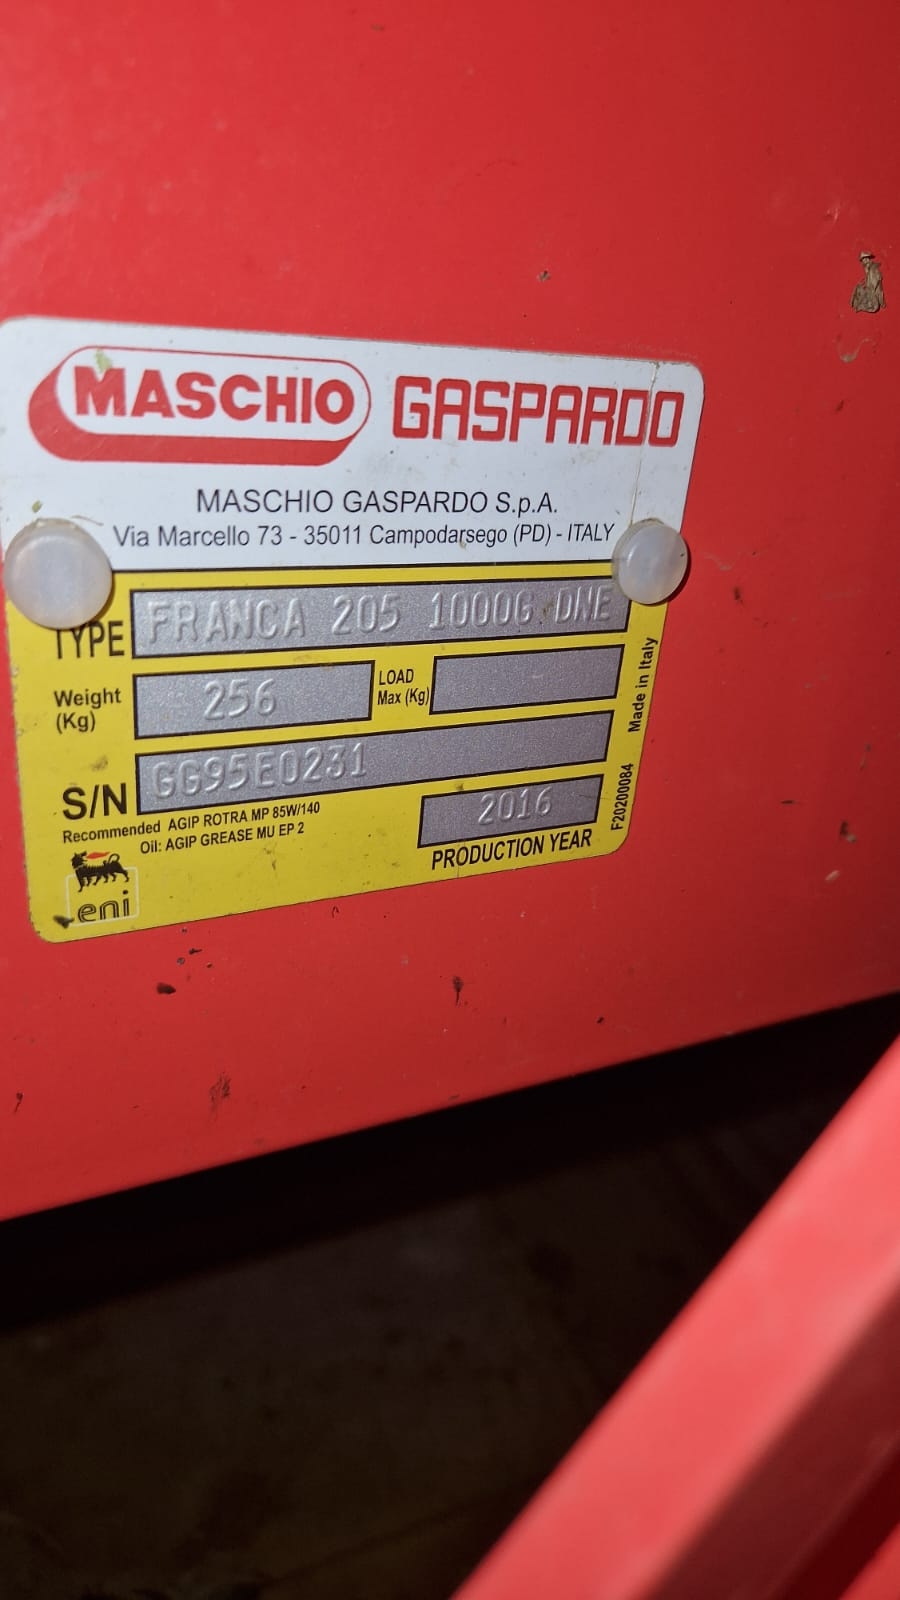 MASCHIO GASPARDO
MASCHIO GASPARDO S.p.A.
Via Marcello 73 - 35011 Campodarsego (PD) - ITALY
TYPE FRANCA 205 1000G DNE
Weight (Kg) 256
LOAD Max (Kg)
S/N GG95E0231
Recommended AGIP ROTRA MP 85W/140
Oil: AGIP GREASE MU EP 2
2016
PRODUCTION YEAR
eni
F20200084 Made in Italy